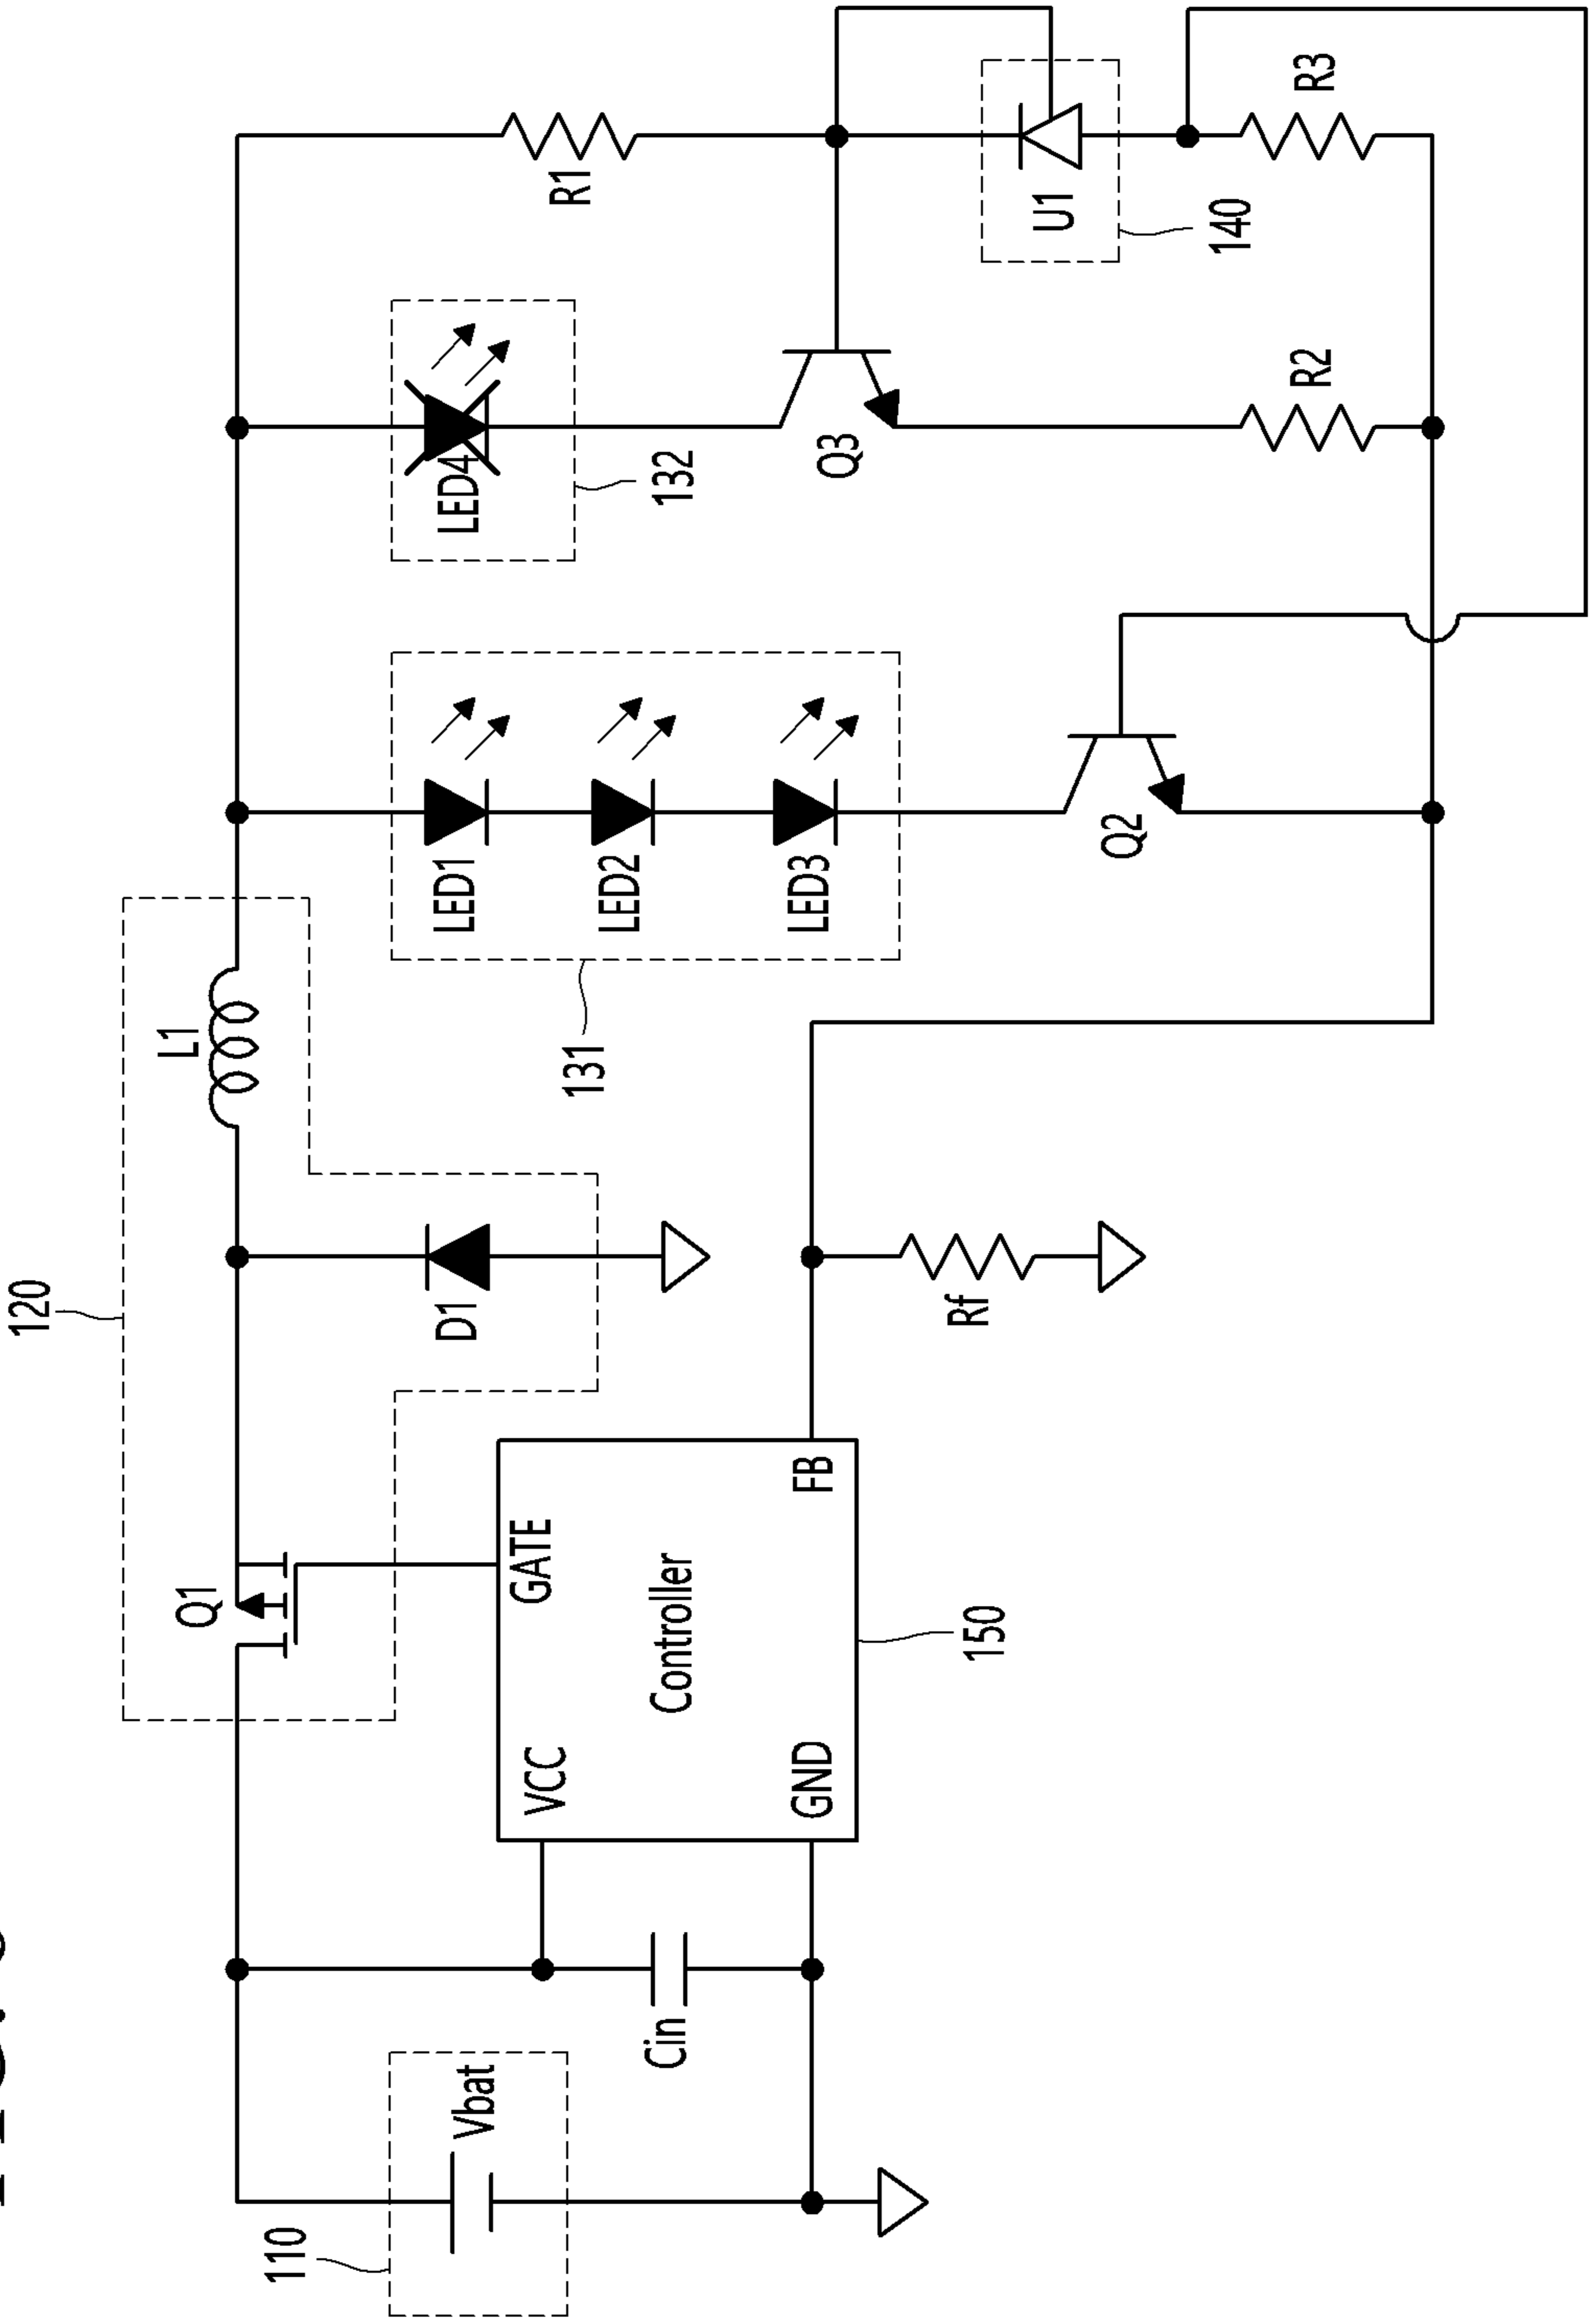 120
Q1
L1
D1
110
Vbat
Cin
VCC
GATE
Controller
GND
FB
150
Rf
131
LED1
LED2
LED3
Q2
LED4
132
Q3
R1
U1
140
R2
R3